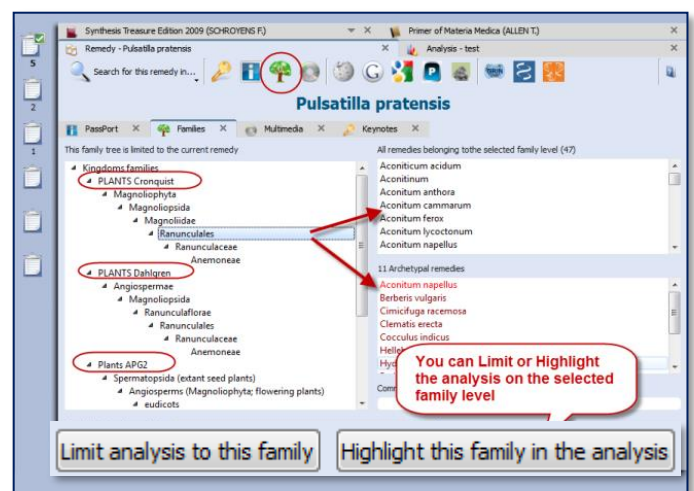 Synthesis Treasure Edition 2009 (SCHROYENS F.)
Primer of Materia Medica (ALLEN T.)
Remedy - Pulsatilla pratensis
Analysis - test
Search for this remedy in...
Pulsatilla pratensis
PassPort
Families
Multimedia
Keynotes
This family tree is limited to the current remedy
Kingdoms families
PLANTS Cronquist
Magnoliophyta
Magnoliopsida
Magnoliidae
Ranunculales
Ranunculaceae
Anemoneae
PLANTS Dahlgren
Angiospermae
Magnoliopsida
Ranunculaflorae
Ranunculales
Ranunculaceae
Anemoneae
Plants APG2
Spermatopsida (extant seed plants)
Angiosperms (Magnoliophyta; flowering plants)
eudicots
All remedies belonging tothe selected family level (47)
Aconiticum acidum
Aconitinum
Aconitum anthora
Aconitum cammarum
Aconitum ferox
Aconitum lycoctonum
Aconitum napellus
11 Archetypal remedies
Aconitum napellus
Berberis vulgaris
Cimicifuga racemosa
Clematis erecta
Cocculus indicus
You can Limit or Highlight
the analysis on the selected
family level
Limit analysis to this family
Highlight this family in the analysis
5
2
1